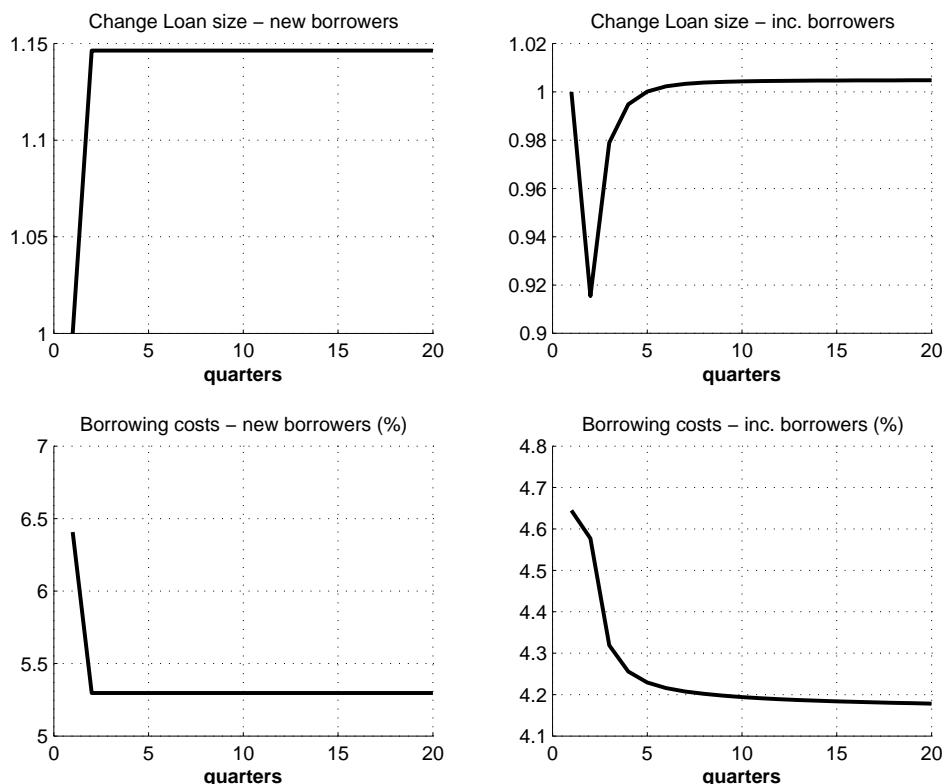 Change Loan size – new borrowers
1.15
1.1
1.05
1
0 5 10 15 20
quarters
Change Loan size – inc. borrowers
1.02
1
0.98
0.96
0.94
0.92
0.9
0 5 10 15 20
quarters
Borrowing costs – new borrowers (%)
7
6.5
6
5.5
5
0 5 10 15 20
quarters
Borrowing costs – inc. borrowers (%)
4.8
4.7
4.6
4.5
4.4
4.3
4.2
4.1
0 5 10 15 20
quarters